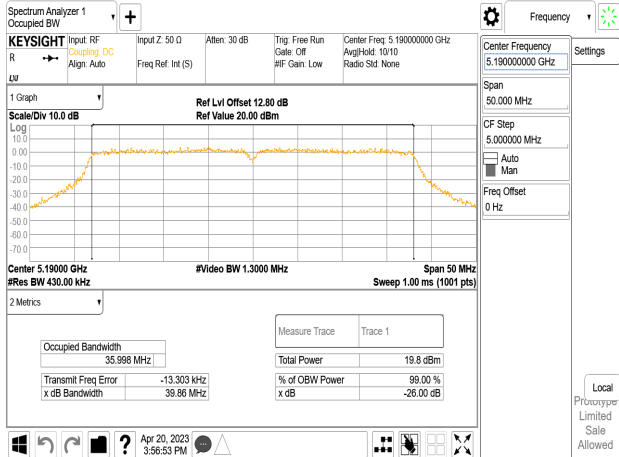 Spectrum Analyzer 1
Occupied BW
Frequency
KEYSIGHT
R
Input: RF
Coupling: DC
Align: Auto
Input Z: 50 Ω
Freq Ref: Int (S)
Atten: 30 dB
Trig: Free Run
Gate: Off
#IF Gain: Low
Center Freq: 5.190000000 GHz
Avg|Hold: 10/10
Radio Std: None
Center Frequency
5.190000000 GHz
Settings
Span
50.000 MHz
CF Step
5.000000 MHz
Auto
Man
Freq Offset
0 Hz
1 Graph
Scale/Div 10.0 dB
Ref Lvl Offset 12.80 dB
Ref Value 20.00 dBm
Log
10.0
0.00
-10.0
-20.0
-30.0
-40.0
-50.0
-60.0
-70.0
Center 5.19000 GHz
#Res BW 430.00 kHz
#Video BW 1.3000 MHz
Span 50 MHz
Sweep 1.00 ms (1001 pts)
2 Metrics
Measure Trace Trace 1
Occupied Bandwidth
35.998 MHz
Total Power 19.8 dBm
Transmit Freq Error -13.303 kHz
% of OBW Power 99.00 %
x dB Bandwidth 39.86 MHz
x dB -26.00 dB
Local
Prototype
Limited
Sale
Allowed
?
Apr 20, 2023
3:56:53 PM